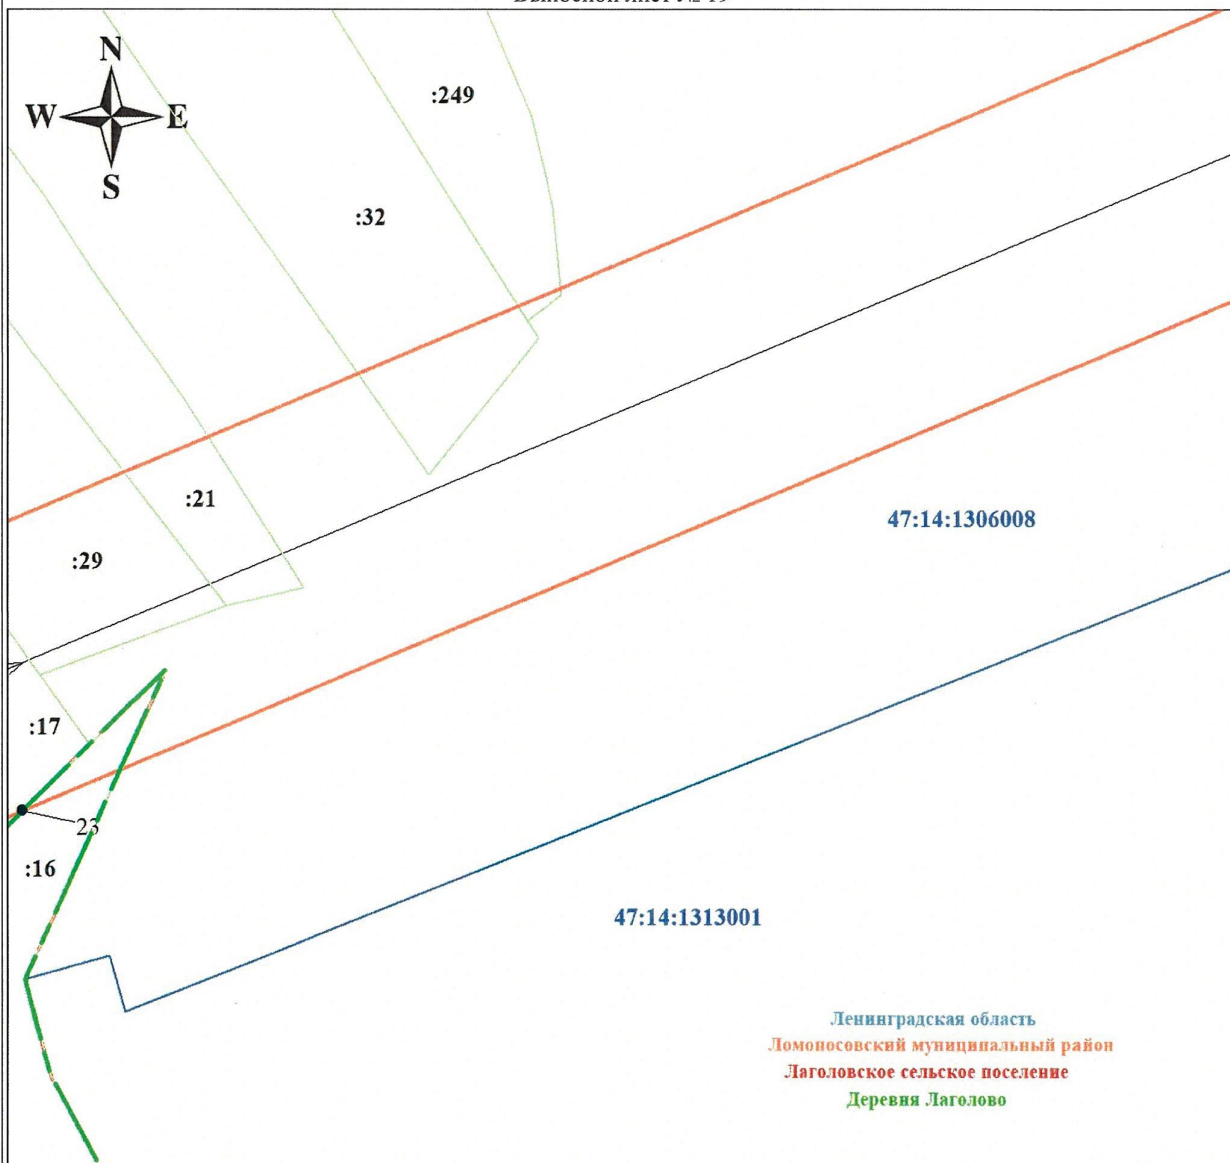 N
W E
S
:249
:32
:21
:29
47:14:1306008
:17
23
:16
47:14:1313001
Ленинградская область
Ломоносовский муниципальный район
Лаголовское сельское поселение
Деревня Лаголово